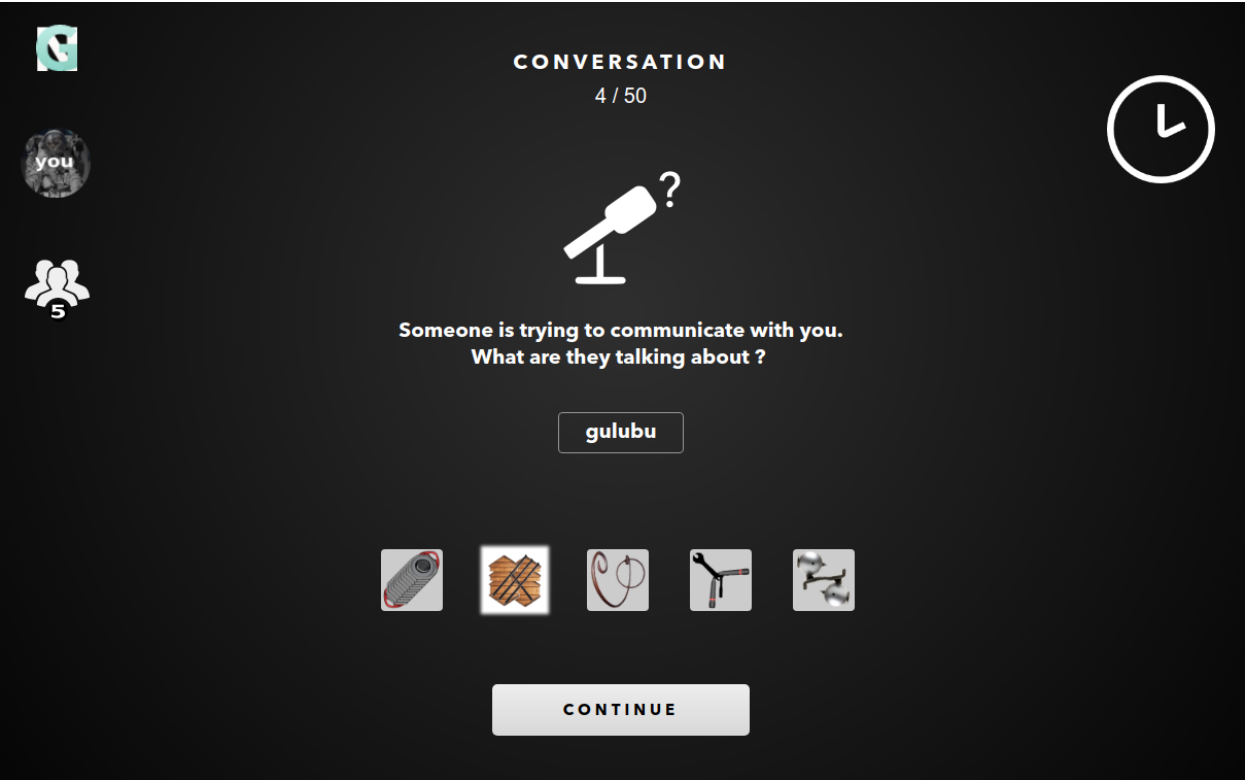 G
CONVERSATION
4 / 50
you
?
Someone is trying to communicate with you.
What are they talking about ?
5
gulubu
CONTINUE